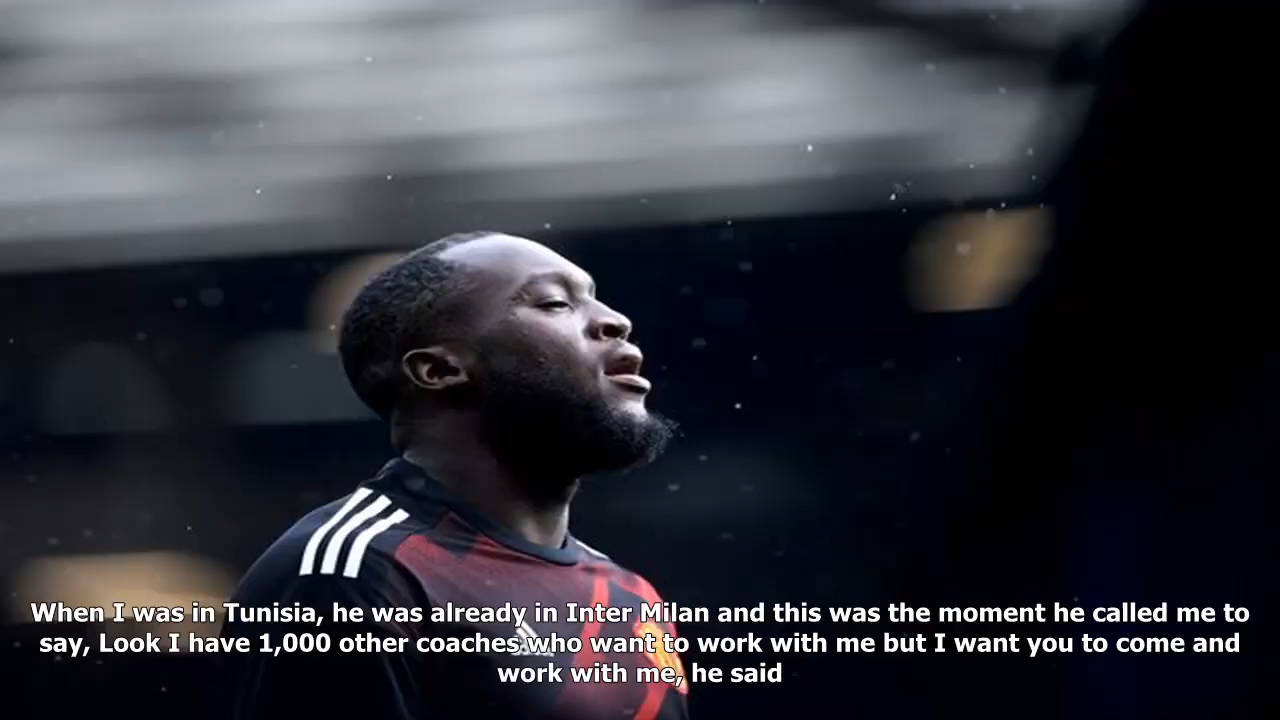 When I was in Tunisia, he was already in Inter Milan and this was the moment he called me to
say, Look I have 1,000 other coaches who want to work with me but I want you to come and
work with me, he said